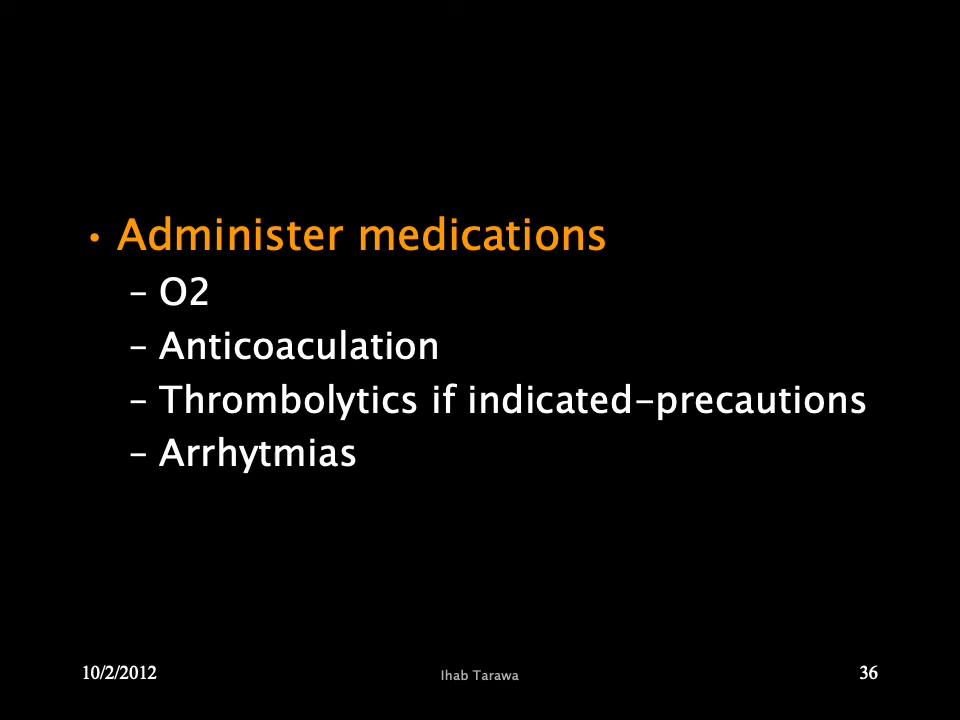 • Administer medications
– O2
– Anticoaculation
– Thrombolytics if indicated-precautions
– Arrhytmias
10/2/2012
Ihab Tarawa
36